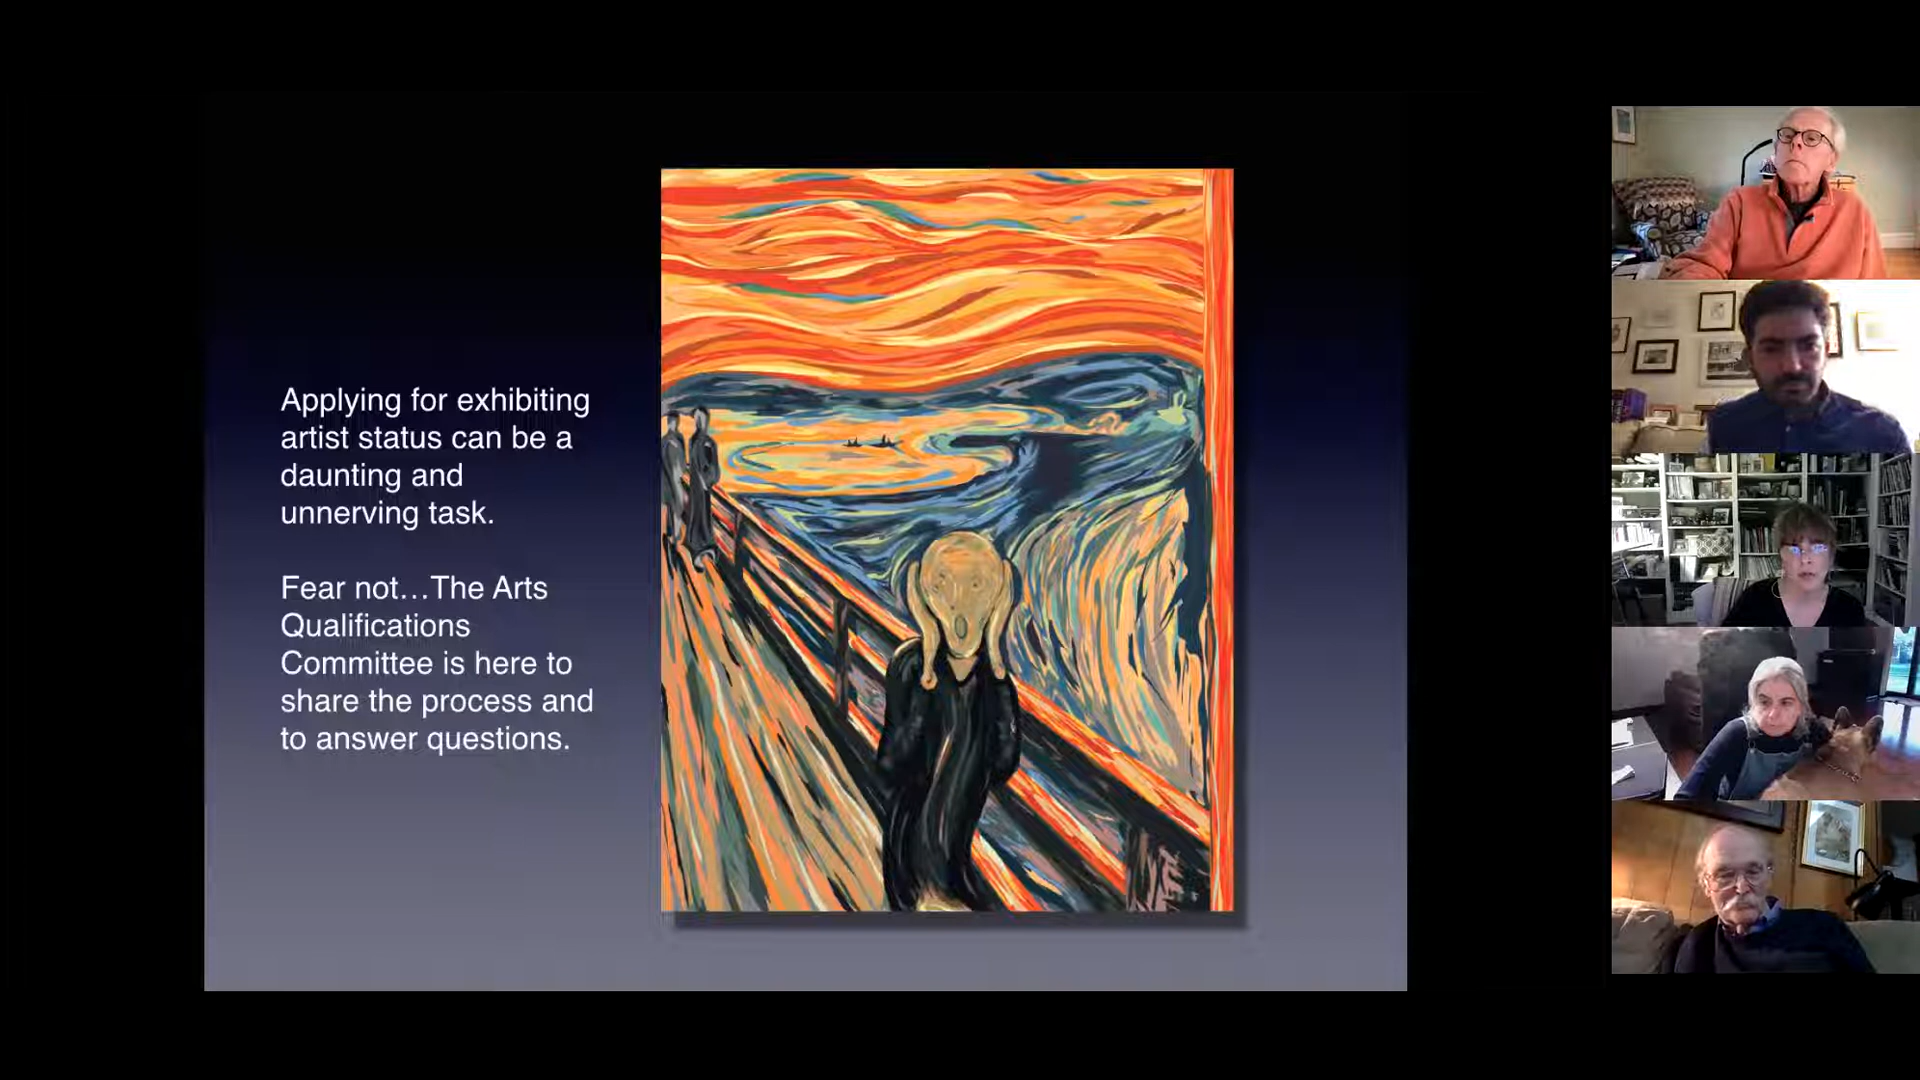 Applying for exhibiting
artist status can be a
daunting and
unnerving task.
Fear not…The Arts
Qualifications
Committee is here to
share the process and
to answer questions.